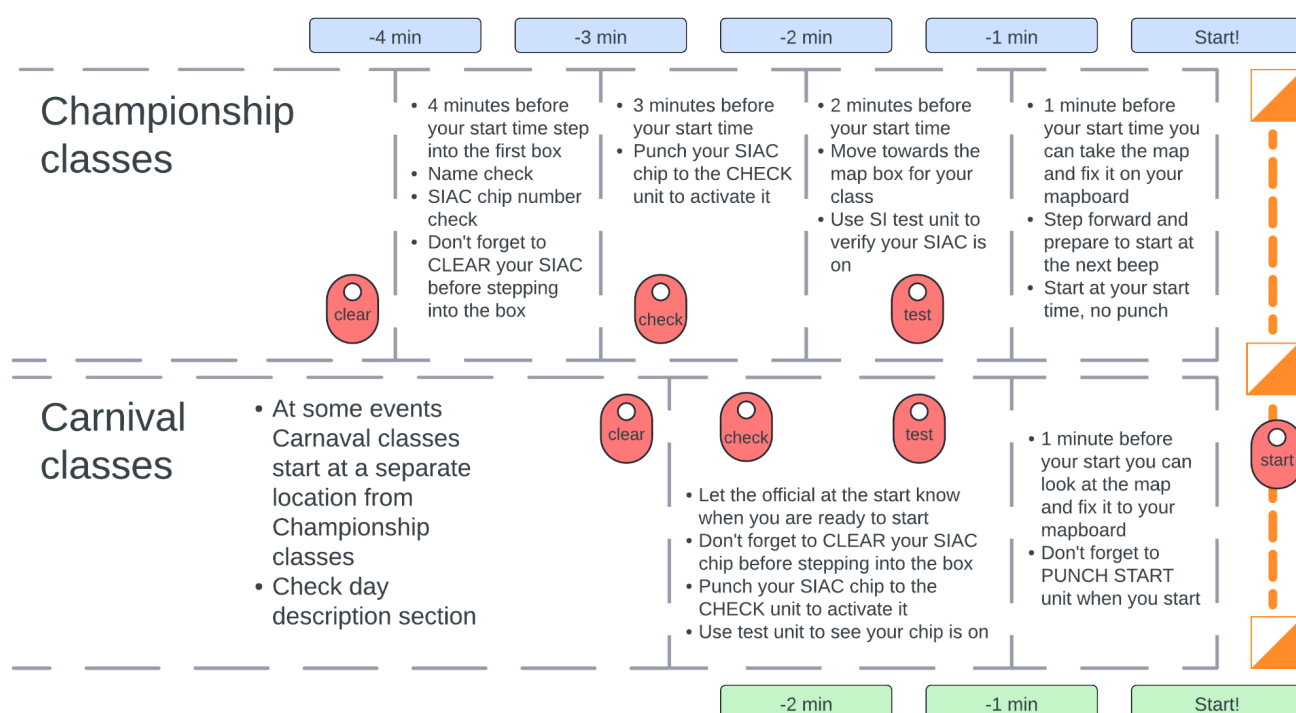 -4 min
-3 min
-2 min
-1 min
Start!
Championship
classes
• 4 minutes before
your start time step
into the first box
• Name check
• SIAC chip number
check
• Don't forget to
CLEAR your SIAC
before stepping
into the box
clear
• 3 minutes before
your start time
• Punch your SIAC
chip to the CHECK
unit to activate it
check
• 2 minutes before
your start time
• Move towards the
map box for your
class
• Use SI test unit to
verify your SIAC is
on
test
• 1 minute before
your start time you
can take the map
and fix it on your
mapboard
• Step forward and
prepare to start at
the next beep
• Start at your start
time, no punch
Carnival
classes
• At some events
Carnaval classes
start at a separate
location from
Championship
classes
• Check day
description section
clear
check
test
• Let the official at the start know
when you are ready to start
• Don't forget to CLEAR your SIAC
chip before stepping into the box
• Punch your SIAC chip to the
CHECK unit to activate it
• Use test unit to see your chip is on
• 1 minute before
your start you can
look at the map
and fix it to your
mapboard
• Don't forget to
PUNCH START
unit when you start
start
-2 min
-1 min
Start!